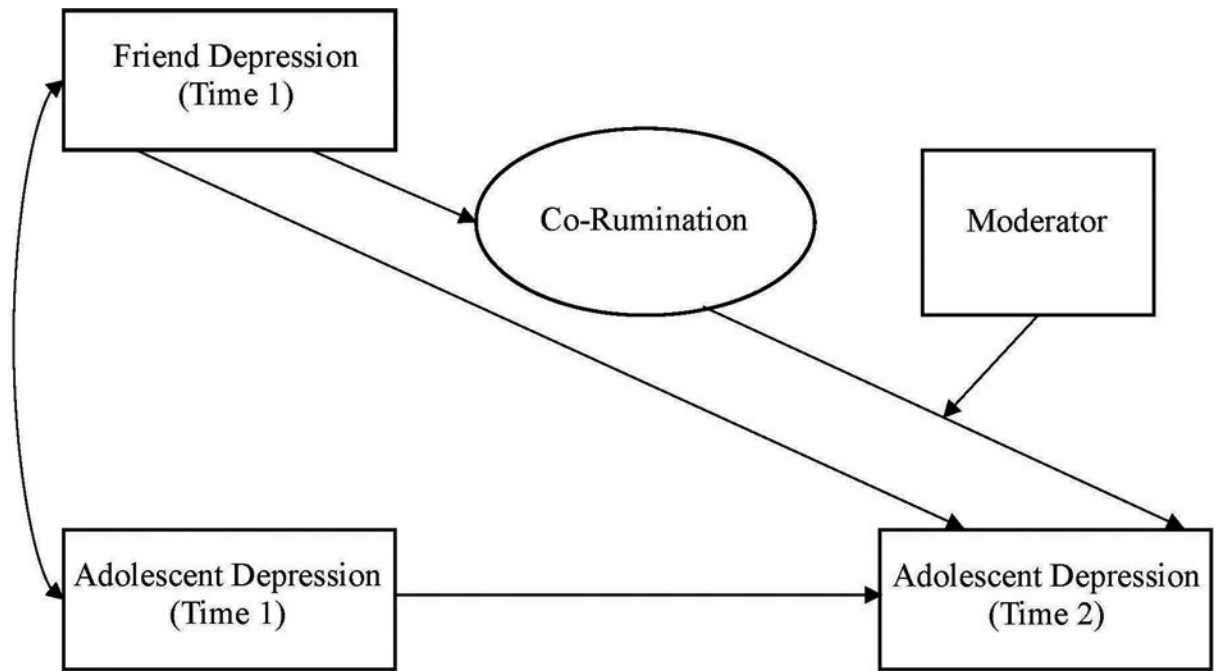 Friend Depression
(Time 1)
Co-Rumination
Moderator
Adolescent Depression
(Time 1)
Adolescent Depression
(Time 2)